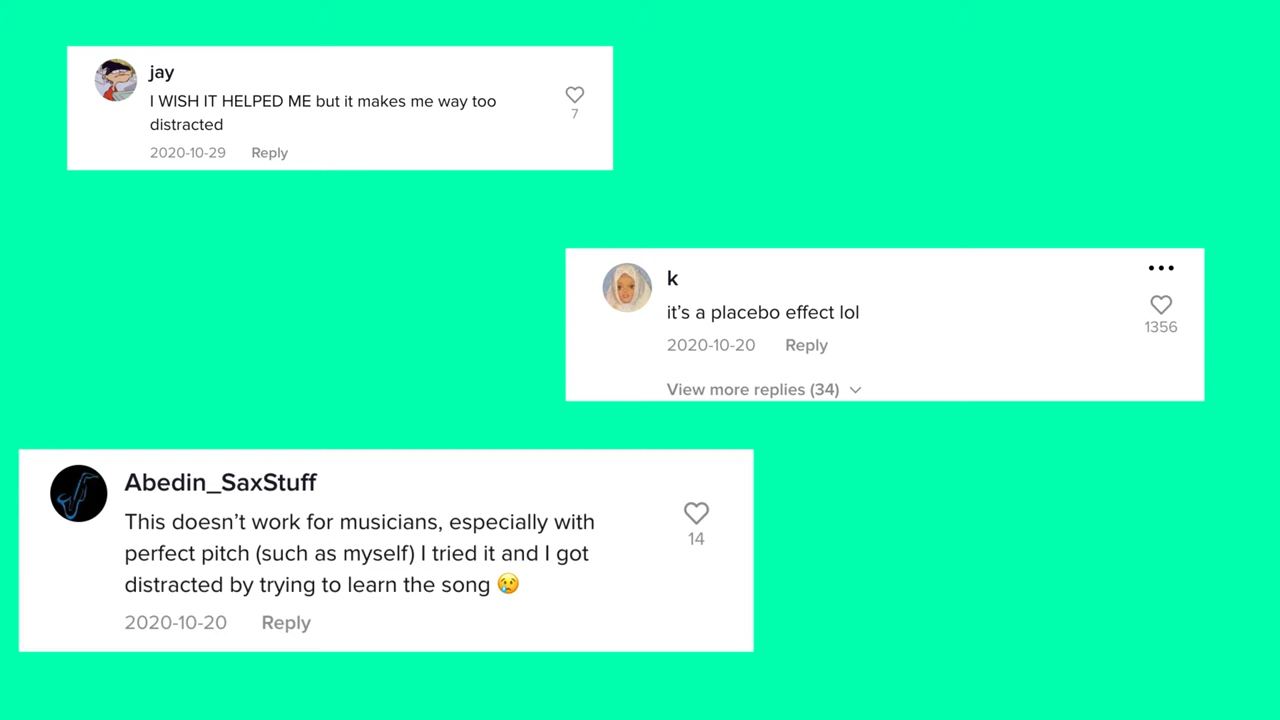 jay
I WISH IT HELPED ME but it makes me way too
distracted
7
2020-10-29 Reply
k
it's a placebo effect lol
1356
2020-10-20 Reply
View more replies (34)
Abedin_SaxStuff
This doesn't work for musicians, especially with
perfect pitch (such as myself) I tried it and I got
distracted by trying to learn the song 😢
14
2020-10-20 Reply